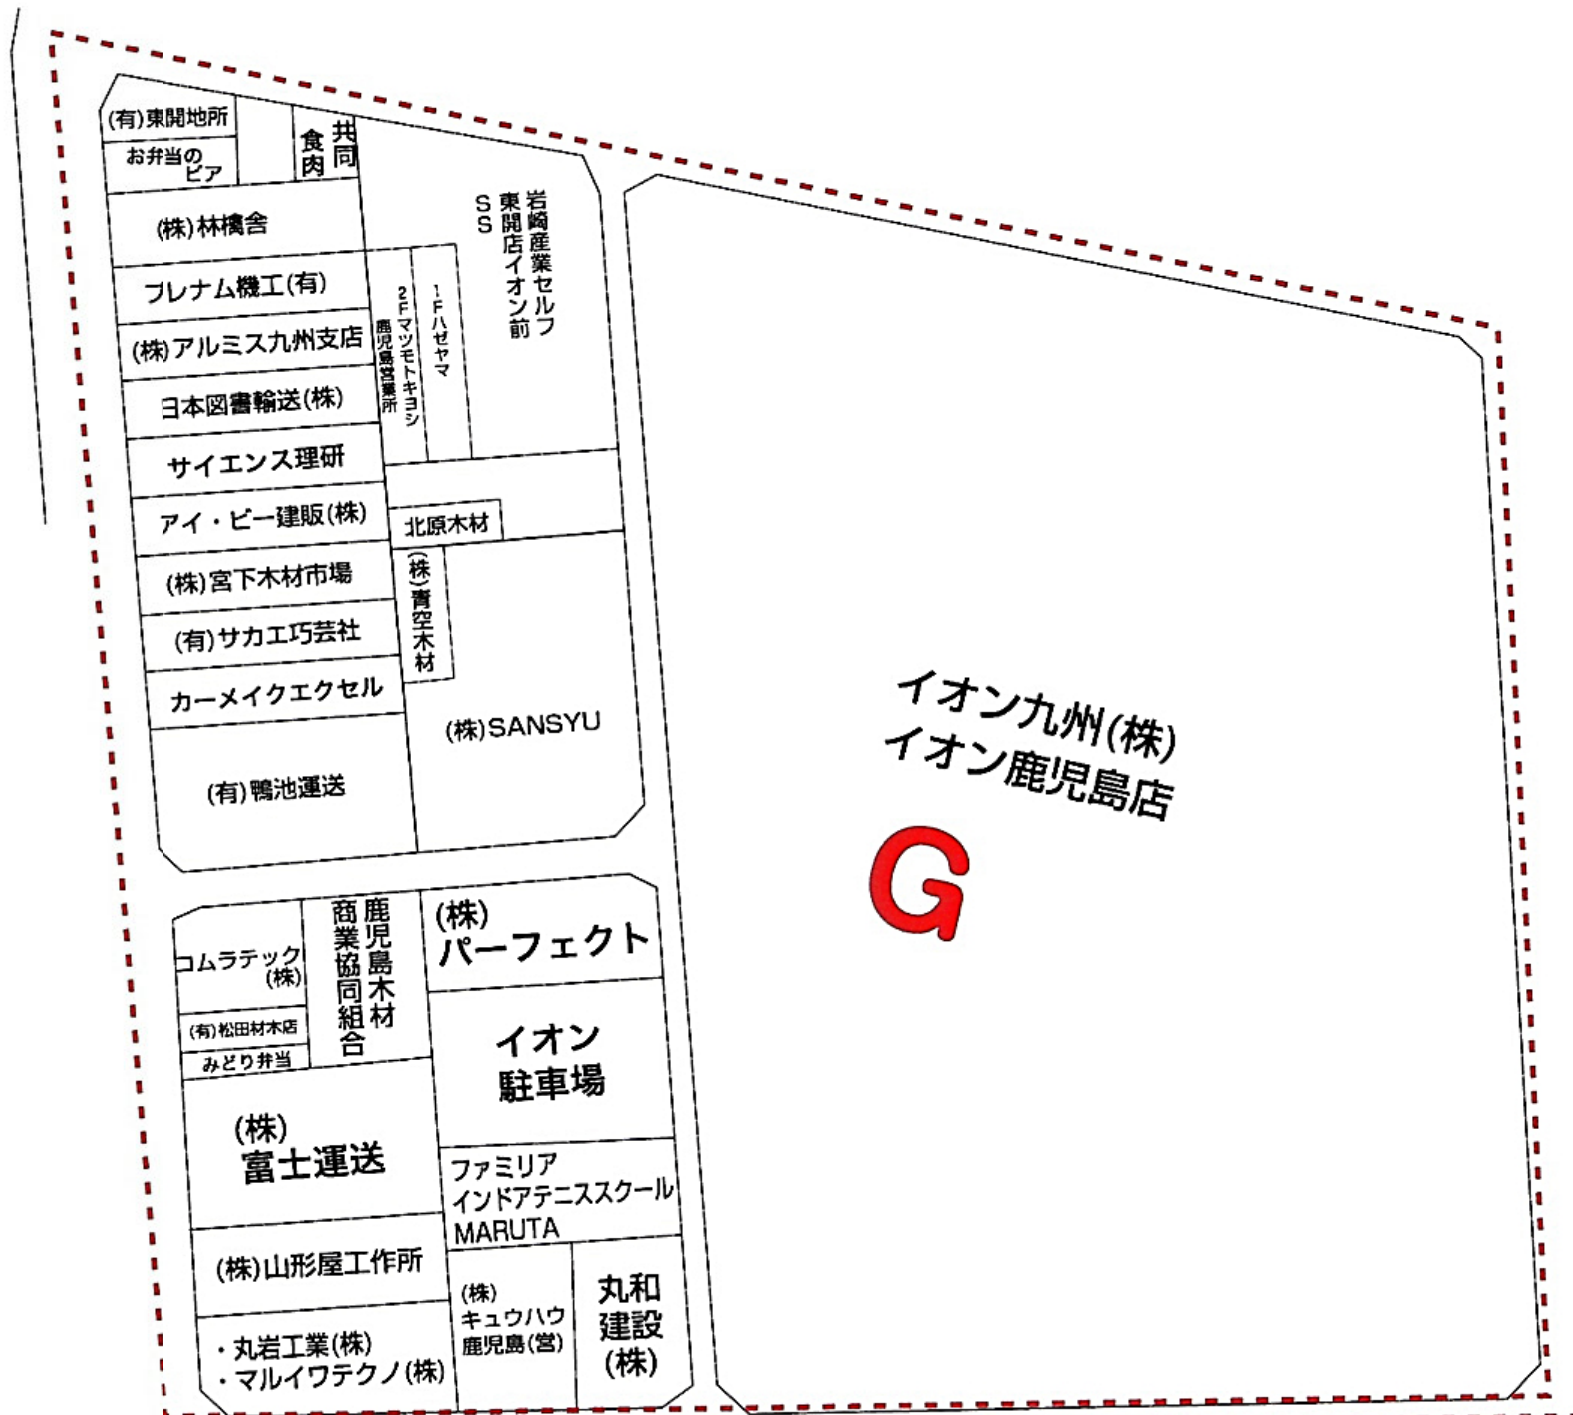 (有)東開地所
お弁当の
ピア
共同
食肉
(株)林檎舎
プレナム機工(有)
(株)アルミス九州支店
日本図書輸送(株)
サイエンス理研
アイ・ビー建販(株)
(株)宮下木材市場
(有)サカエ巧芸社
カーメイクエクセル
(有)鴨池運送
岩崎産業セルフ
東開店イオン前
SS
1Fハゼヤマ
2Fマツモトキヨシ
鹿児島営業所
北原木材
(株)青空木材
(株)SANSYU
イオン九州(株)
イオン鹿児島店
G
コムラテック
(株)
(有)松田材木店
みどり弁当
鹿児島木材
商業協同組合
(株)
パーフェクト
イオン
駐車場
(株)
富士運送
ファミリア
インドアテニススクール
MARUTA
(株)山形屋工作所
・丸岩工業(株)
・マルイワテクノ(株)
(株)
キュウハウ
鹿児島(営)
丸和
建設
(株)